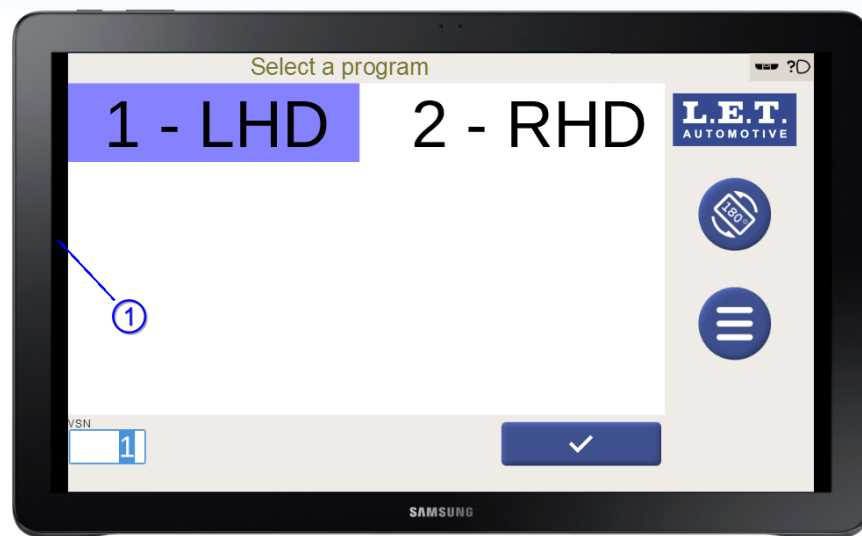 Select a program
?
1 - LHD 2 - RHD
L.E.T.
AUTOMOTIVE
180°
1
VSN
1
SAMSUNG